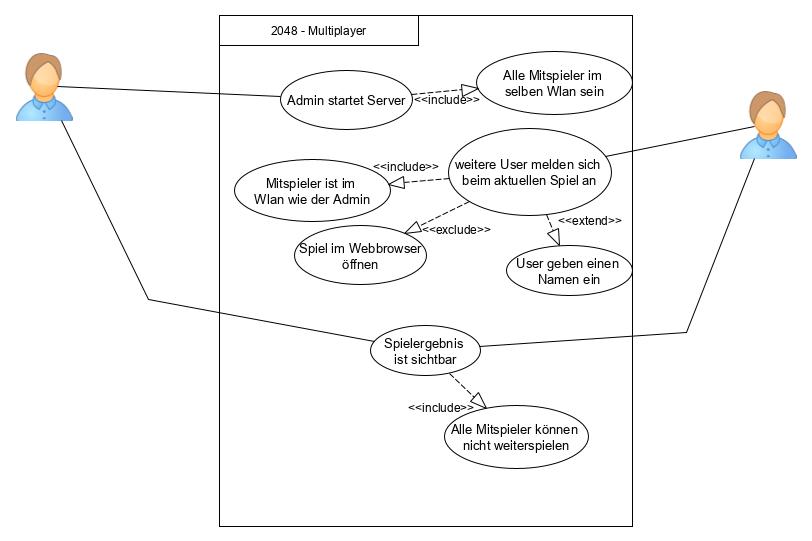 2048 - Multiplayer
Alle Mitspieler im
selben Wlan sein
Admin startet Server
<<include>>
weitere User melden sich
beim aktuellen Spiel an
<<include>>
Mitspieler ist im
Wlan wie der Admin
<<extend>>
<<exclude>>
Spiel im Webbrowser
öffnen
User geben einen
Namen ein
Spielergebnis
ist sichtbar
<<include>>
Alle Mitspieler können
nicht weiterspielen